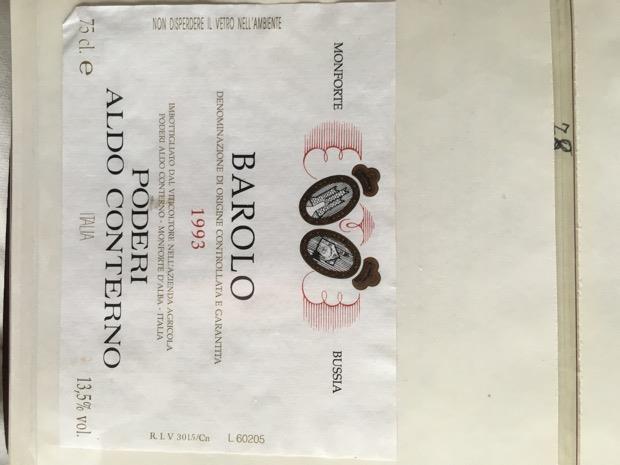 MONFORTE
BUSSIA
BAROLO
DENOMINAZIONE DI ORIGINE CONTROLLATA E GARANTITA
1993
IMBOTTIGLIATO DAL VITICOLTORE NELL'AZIENDA AGRICOLA
PODERI ALDO CONTERNO - MONFORTE D'ALBA - ITALIA
PODERI
ALDO CONTERNO
ITALIA
75 cl. e
13,5% vol.
NON DISPERDERE IL VETRO NELL'AMBIENTE
R. I. V 3015/Cn
L 60205
78